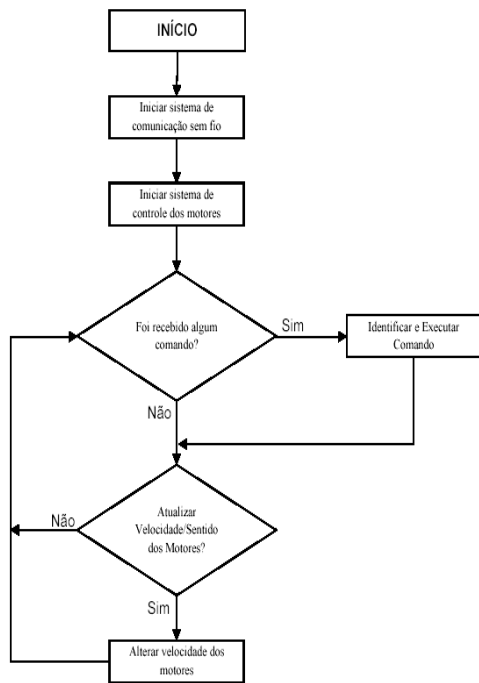 INÍCIO
Iniciar sistema de
comunicação sem fio
Iniciar sistema de
controle dos motores
Foi recebido algum
comando?
Sim
Identificar e Executar
Comando
Não
Atualizar
Velocidade/Sentido
dos Motores?
Não
Sim
Alterar velocidade dos
motores